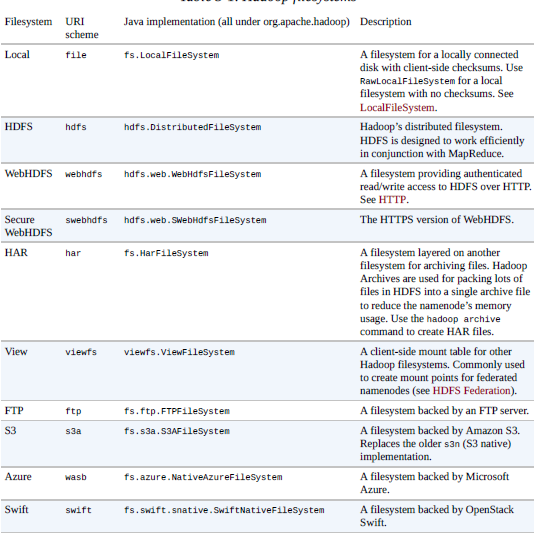 Table 3-1. Hadoop filesystems
Filesystem URI scheme Java implementation (all under org.apache.hadoop) Description
Local file fs.LocalFileSystem A filesystem for a locally connected
disk with client-side checksums. Use
RawLocalFileSystem for a local
filesystem with no checksums. See
LocalFileSystem.
HDFS hdfs hdfs.DistributedFileSystem Hadoop’s distributed filesystem.
HDFS is designed to work efficiently
in conjunction with MapReduce.
WebHDFS webhdfs hdfs.web.WebHdfsFileSystem A filesystem providing authenticated
read/write access to HDFS over HTTP.
See HTTP.
Secure WebHDFS swebhdfs hdfs.web.SWebHdfsFileSystem The HTTPS version of WebHDFS.
HAR har fs.HarFileSystem A filesystem layered on another
filesystem for archiving files. Hadoop
Archives are used for packing lots of
files in HDFS into a single archive file
to reduce the namenode’s memory
usage. Use the hadoop archive
command to create HAR files.
View viewfs viewfs.ViewFileSystem A client-side mount table for other
Hadoop filesystems. Commonly used
to create mount points for federated
namenodes (see HDFS Federation).
FTP ftp fs.ftp.FTPFileSystem A filesystem backed by an FTP server.
S3 s3a fs.s3a.S3AFileSystem A filesystem backed by Amazon S3.
Replaces the older s3n (S3 native)
implementation.
Azure wasb fs.azure.NativeAzureFileSystem A filesystem backed by Microsoft
Azure.
Swift swift fs.swift.snative.SwiftNativeFileSystem A filesystem backed by OpenStack
Swift.